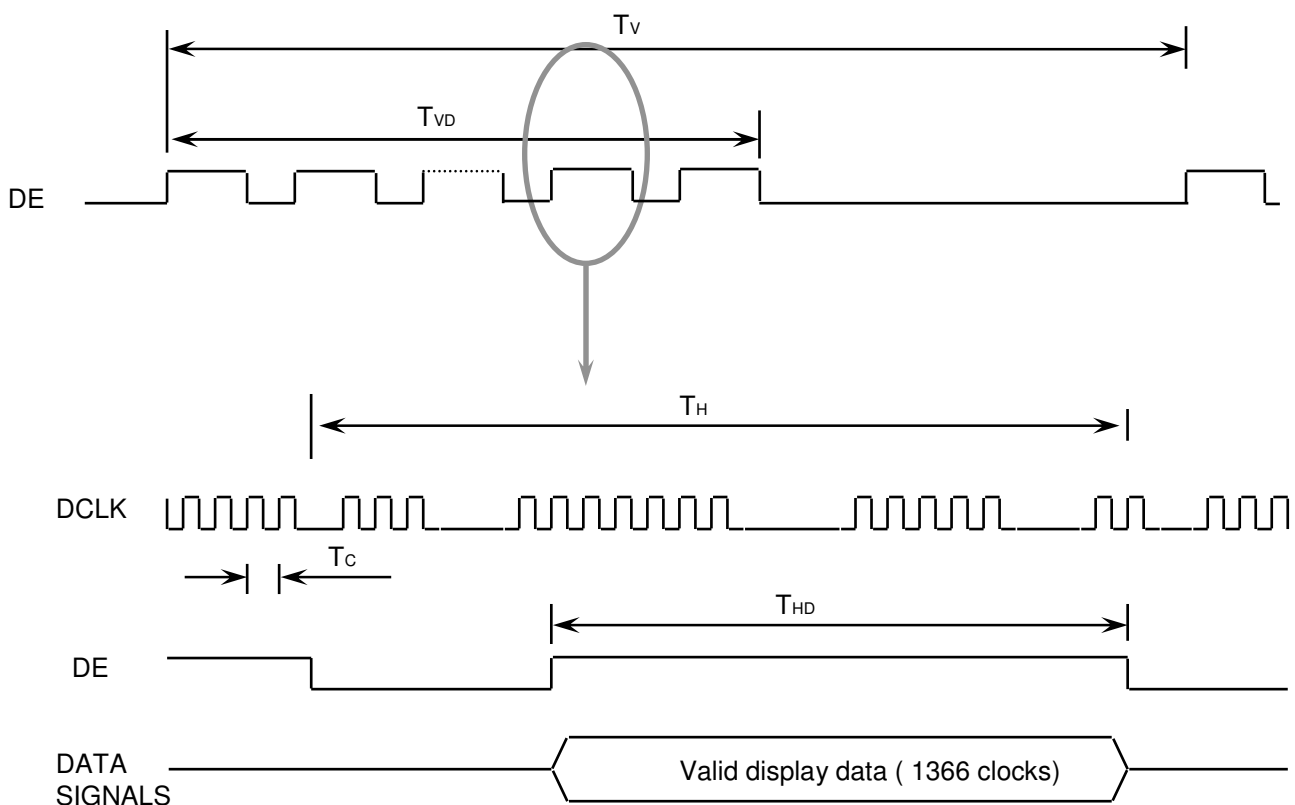 TV
TVD
DE
TH
DCLK
TC
THD
DE
DATA
SIGNALS
Valid display data ( 1366 clocks)